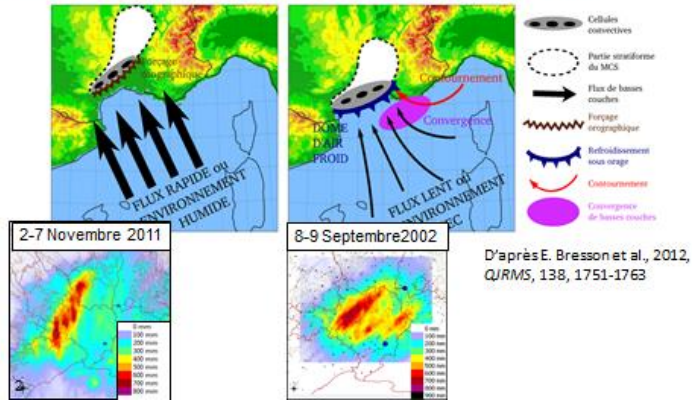 Forçage
orographique
FLUX RAPIDE ou
ENVIRONNEMENT
HUMIDE
Contournement
Convergence
DÔME
D'AIR
FROID
FLUX LENT ou
ENVIRONNEMENT
SEC
Cellules
convectives
Partie stratiforme
du MCS
Flux de basses
couches
Forçage
orographique
Refroidissement
sous orage
Contournement
Convergence
de basses couches
2-7 Novembre 2011
8-9 Septembre2002
D'après E. Bresson et al., 2012,
QJRMS, 138, 1751-1763
0 mm
100 mm
200 mm
300 mm
400 mm
500 mm
600 mm
700 mm
800 mm
0 mm
100 mm
200 mm
300 mm
400 mm
500 mm
600 mm
700 mm
800 mm
900 mm
2